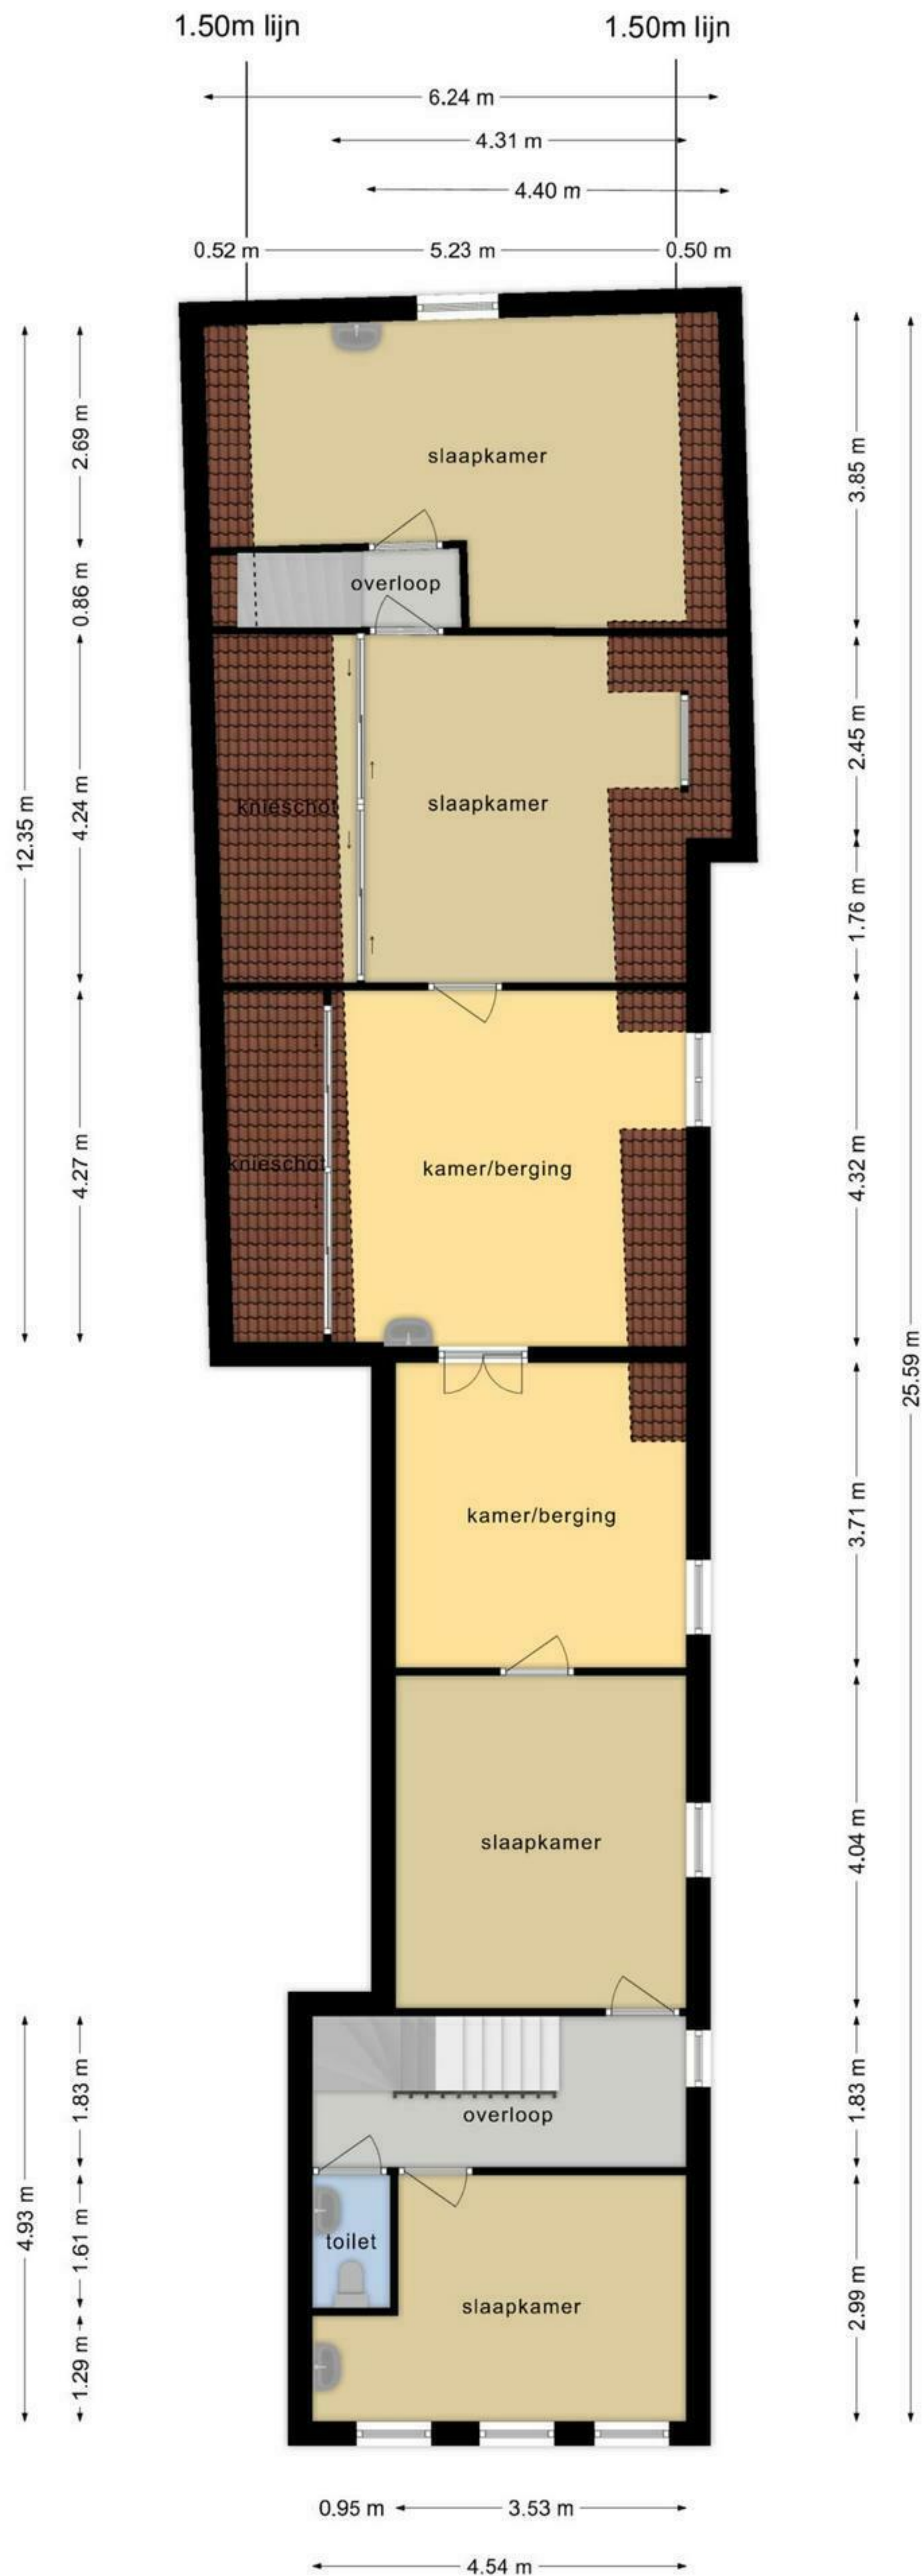 1.50m lijn 1.50m lijn
6.24 m
4.31 m
4.40 m
0.52 m 5.23 m 0.50 m
2.69 m
slaapkamer
3.85 m
0.86 m
overloop
12.35 m
4.24 m
knieschot
slaapkamer
2.45 m
1.76 m
4.27 m
knieschot
kamer/berging
4.32 m
25.59 m
kamer/berging
3.71 m
slaapkamer
4.04 m
1.83 m
overloop
1.83 m
4.93 m
1.61 m
toilet
1.29 m
slaapkamer
2.99 m
0.95 m 3.53 m
4.54 m